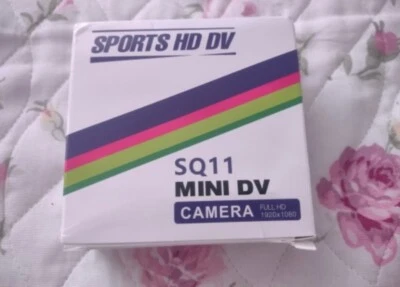 SPORTS HD DV
SQ11
MINI DV
CAMERA FULL HD
1920x1080